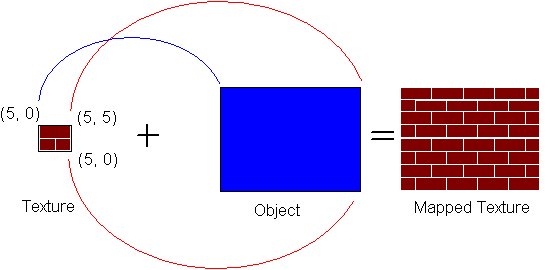 (5, 0)
(5, 5)
+
=
(5, 0)
Texture
Object
Mapped Texture